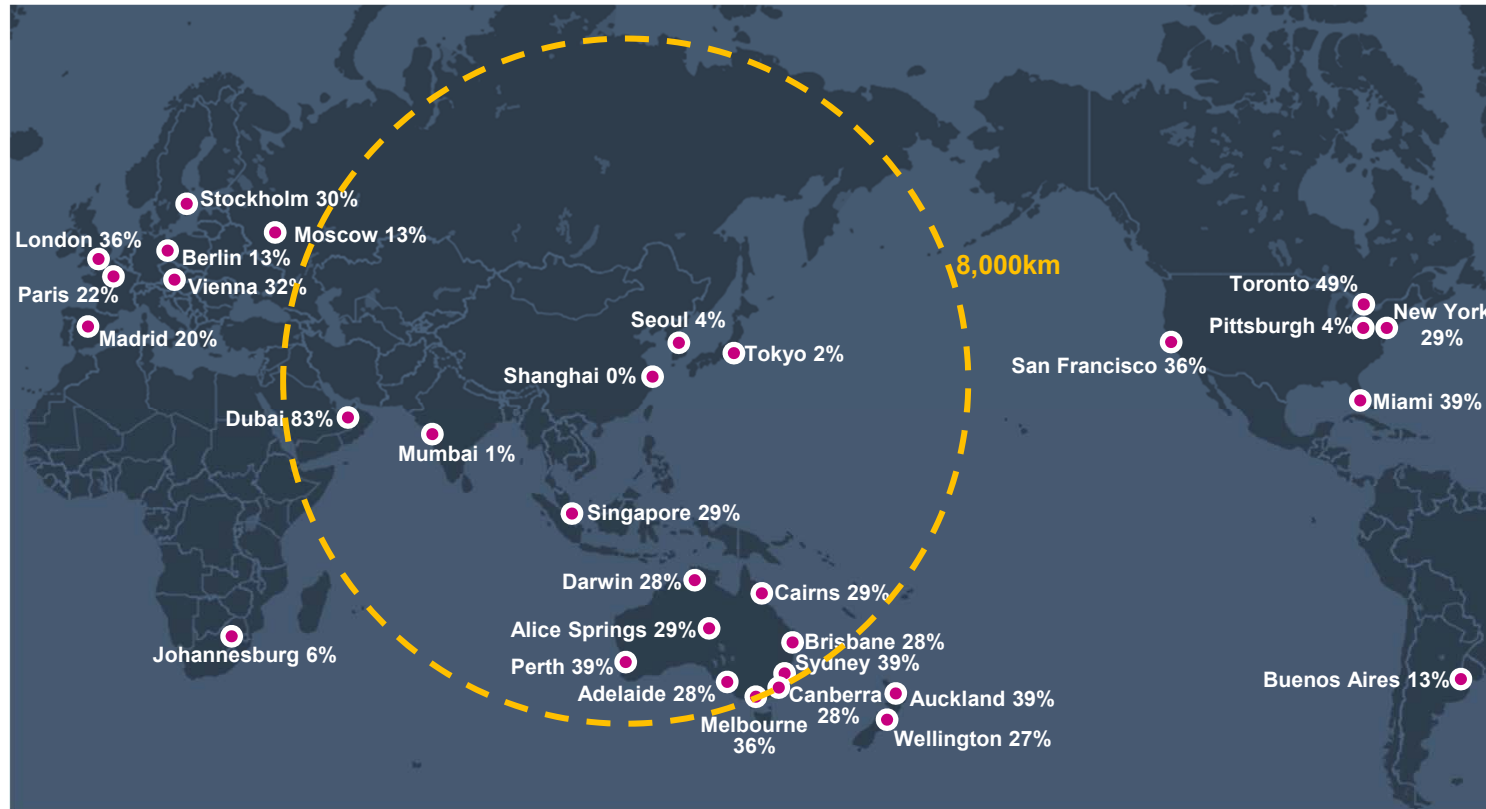 Stockholm 30%
Moscow 13%
London 36%
Berlin 13%
Vienna 32%
Paris 22%
Madrid 20%
8,000km
Toronto 49%
Pittsburgh 4%
New York
29%
San Francisco 36%
Miami 39%
Seoul 4%
Tokyo 2%
Shanghai 0%
Dubai 83%
Mumbai 1%
Singapore 29%
Darwin 28%
Cairns 29%
Alice Springs 29%
Brisbane 28%
Perth 39%
Sydney 39%
Adelaide 28%
Canberra
28%
Melbourne
36%
Auckland 39%
Wellington 27%
Johannesburg 6%
Buenos Aires 13%